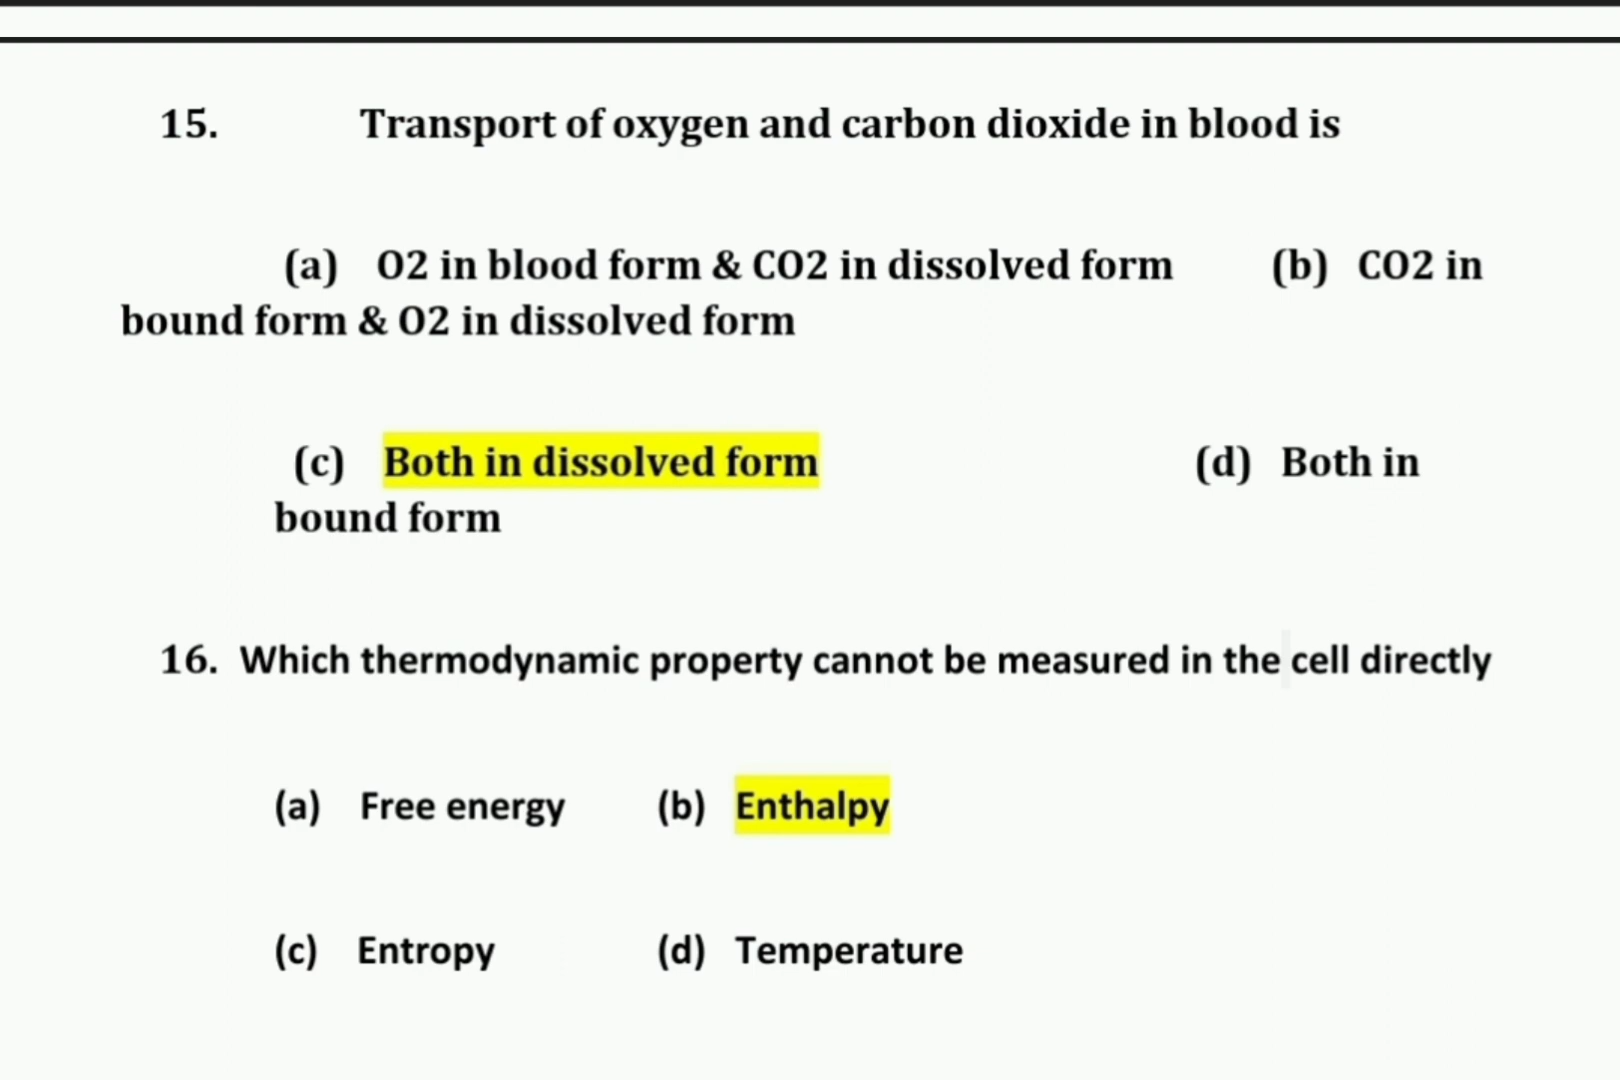 15. Transport of oxygen and carbon dioxide in blood is
(a) O2 in blood form & CO2 in dissolved form (b) CO2 in
bound form & O2 in dissolved form
(c) Both in dissolved form (d) Both in
bound form
16. Which thermodynamic property cannot be measured in the cell directly
(a) Free energy (b) Enthalpy
(c) Entropy (d) Temperature